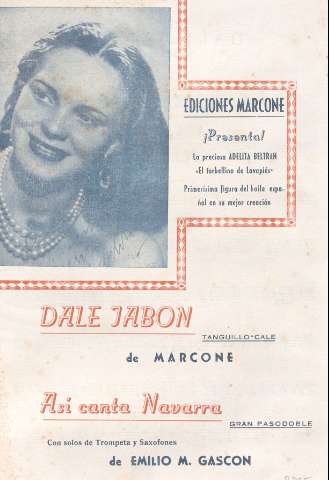 EDICIONES MARCONE
¡Presenta!
La preciosa ADELITA BELTRAN
«El torbellino de Lavapiés»
Primerísima figura del baile espa-
ñol en su mejor creación
DALE JABON
TANGUILLO-CALE
de MARCONE
Así canta Navarra
GRAN PASODOBLE
Con solos de Trompeta y Saxofones
de EMILIO M. GASCON